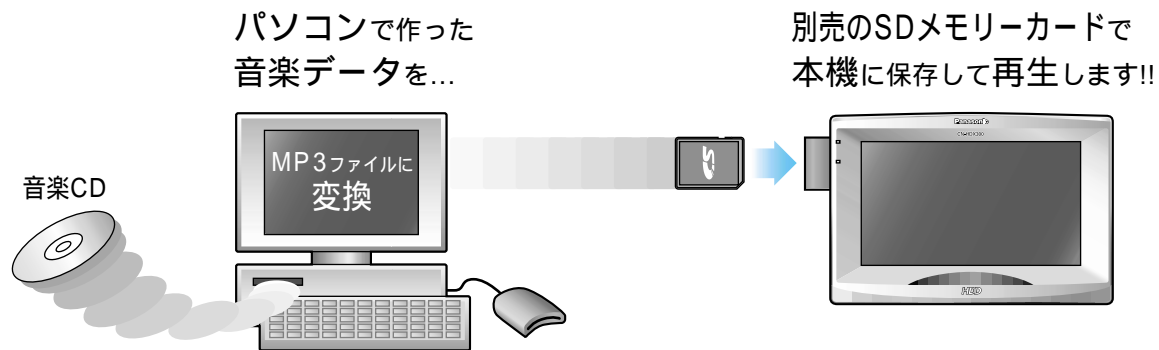 パソコンで作った
音楽データを...
別売のSDメモリーカードで
本機に保存して再生します!!
音楽CD
MP3ファイルに
変換
SD
Panasonic
HDD